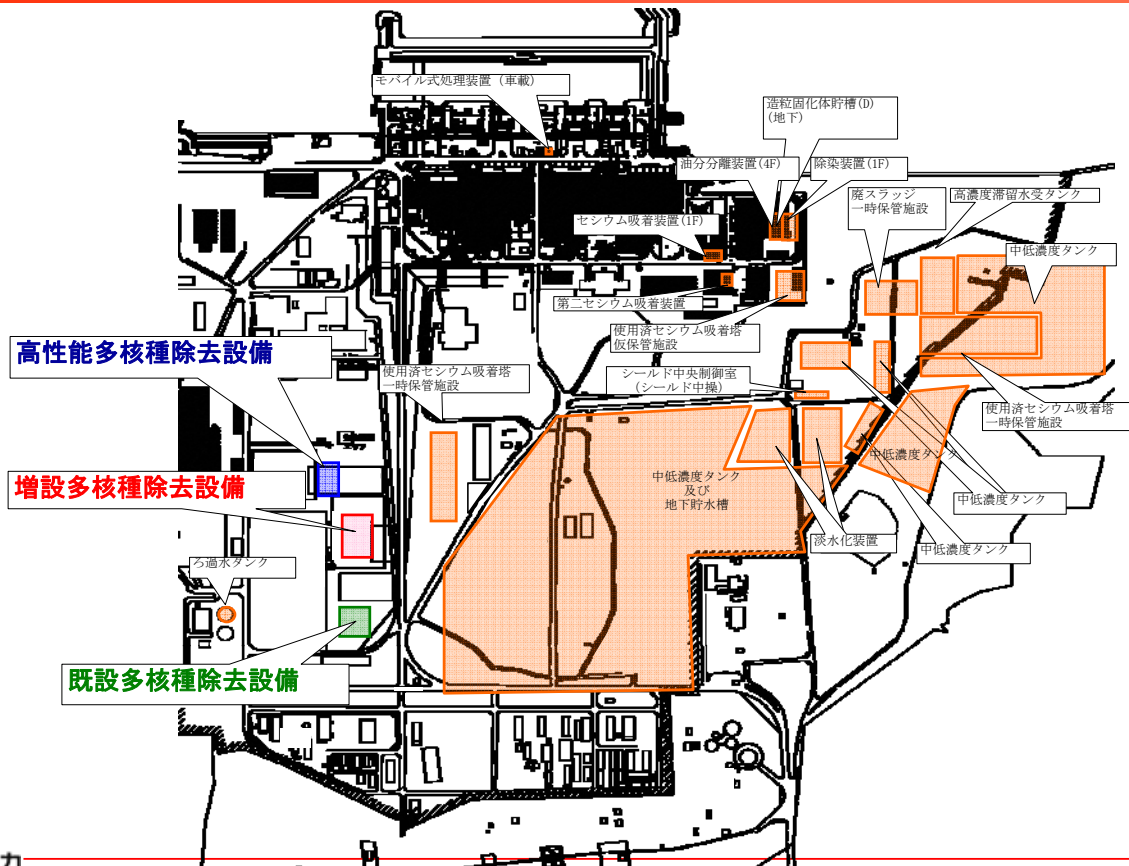 モバイル式処理装置（車載）
造粒固化体貯槽(D)
(地下)
油分分離装置(4F)
除染装置(1F)
廃スラッジ
一時保管施設
高濃度滞留水受タンク
セシウム吸着装置(1F)
中低濃度タンク
第二セシウム吸着装置
使用済セシウム吸着塔
仮保管施設
高性能多核種除去設備
使用済セシウム吸着塔
一時保管施設
シールド中央制御室
（シールド中操）
使用済セシウム吸着塔
一時保管施設
中低濃度タンク
増設多核種除去設備
中低濃度タンク
及び
地下貯水槽
中低濃度タンク
淡水化装置
中低濃度タンク
ろ過水タンク
既設多核種除去設備
力